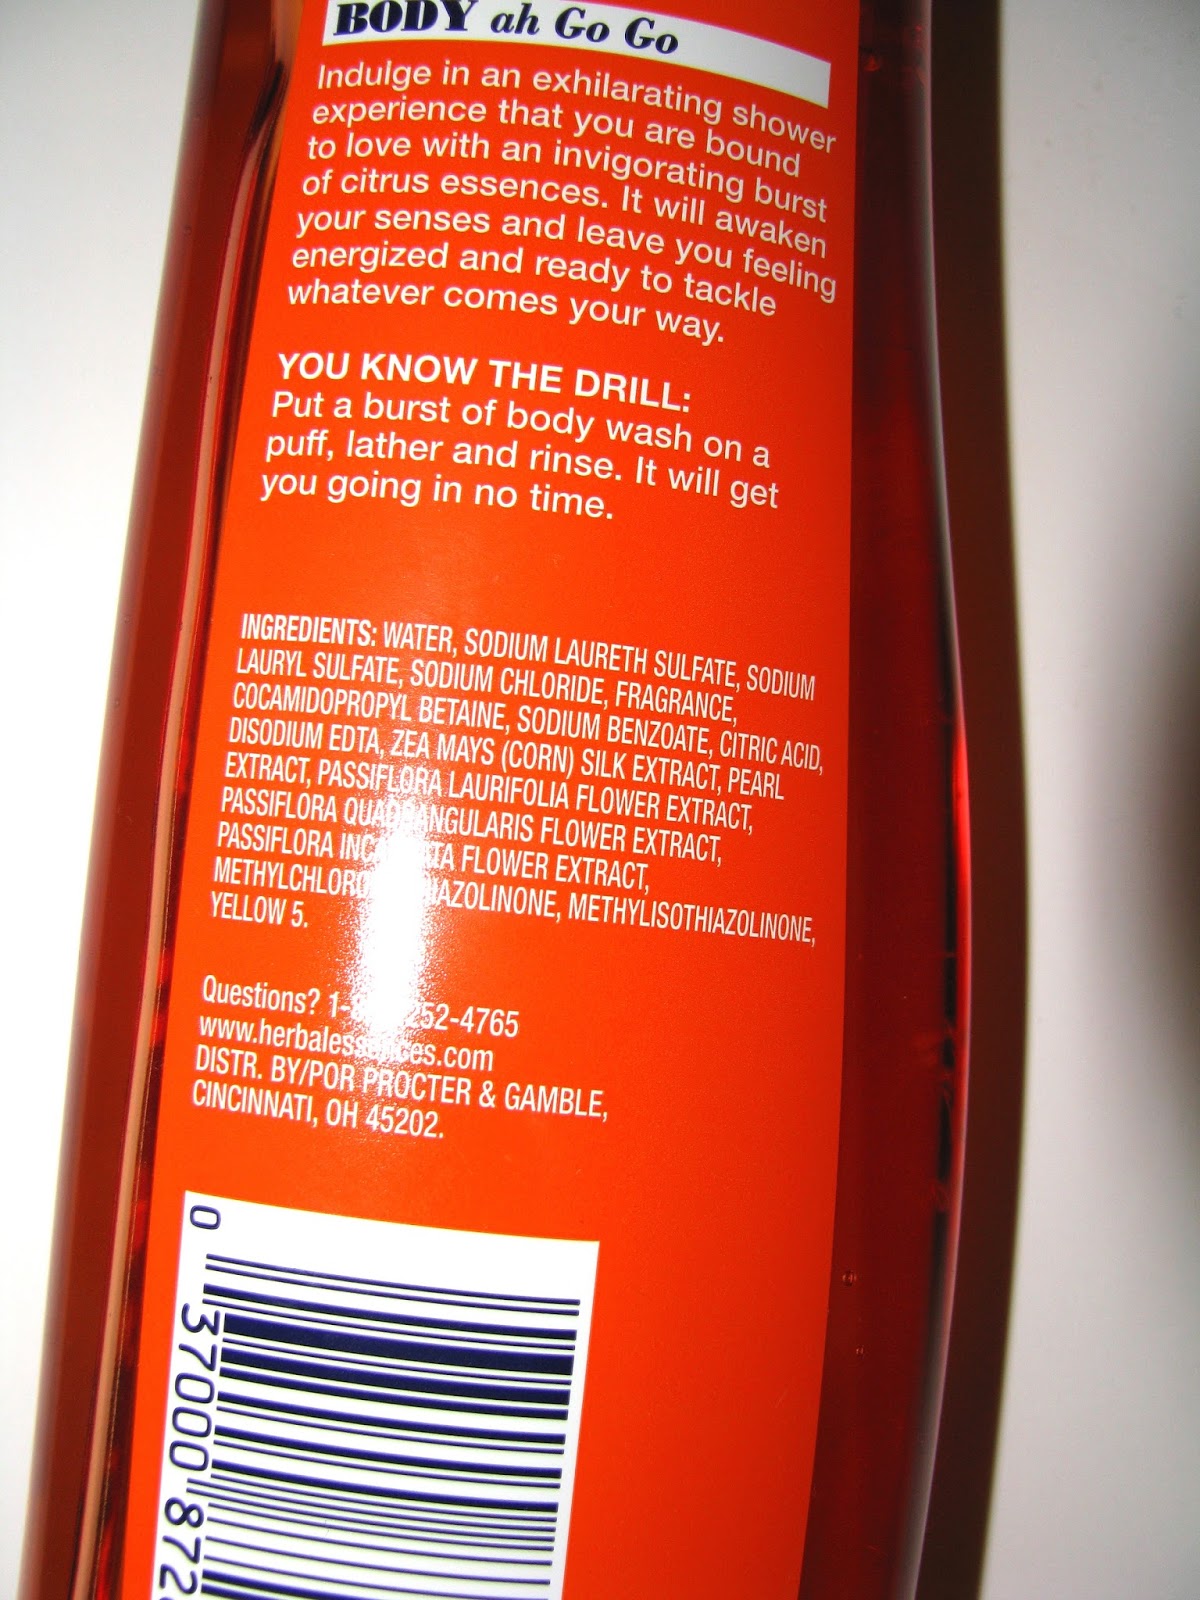 BODY ah Go Go
Indulge in an exhilarating shower
experience that you are bound
to love with an invigorating burst
of citrus essences. It will awaken
your senses and leave you feeling
energized and ready to tackle
whatever comes your way.
YOU KNOW THE DRILL:
Put a burst of body wash on a
puff, lather and rinse. It will get
you going in no time.
INGREDIENTS: WATER, SODIUM LAURETH SULFATE, SODIUM
LAURYL SULFATE, SODIUM CHLORIDE, FRAGRANCE,
COCAMIDOPROPYL BETAINE, SODIUM BENZOATE, CITRIC ACID,
DISODIUM EDTA, ZEA MAYS (CORN) SILK EXTRACT, PEARL
EXTRACT, PASSIFLORA LAURIFOLIA FLOWER EXTRACT,
PASSIFLORA QUADRANGULARIS FLOWER EXTRACT,
PASSIFLORA FLOWER EXTRACT,
METHYLISOTHIAZOLINONE,
YELLOW 5.
Questions?
www.herbalessences.com
DISTR. BY/POR PROCTER & GAMBLE,
CINCINNATI, OH 45202.
0 37000 872